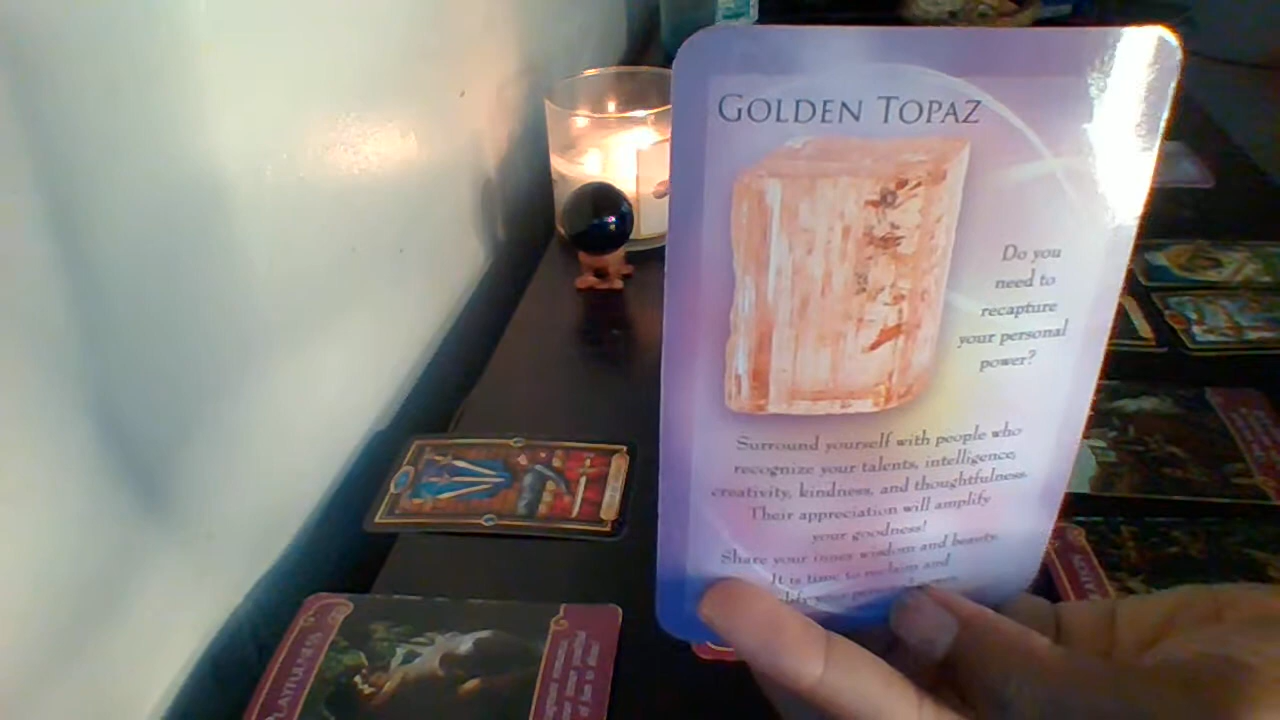 GOLDEN TOPAZ
Do you
need to
recapture
your personal
power?
Surround yourself with people who
recognize your talents, intelligence,
creativity, kindness, and thoughtfulness.
Their appreciation will amplify
your goodness!
Share your inner wisdom and beauty.
It is time to reclaim and
PLAYFULNESS